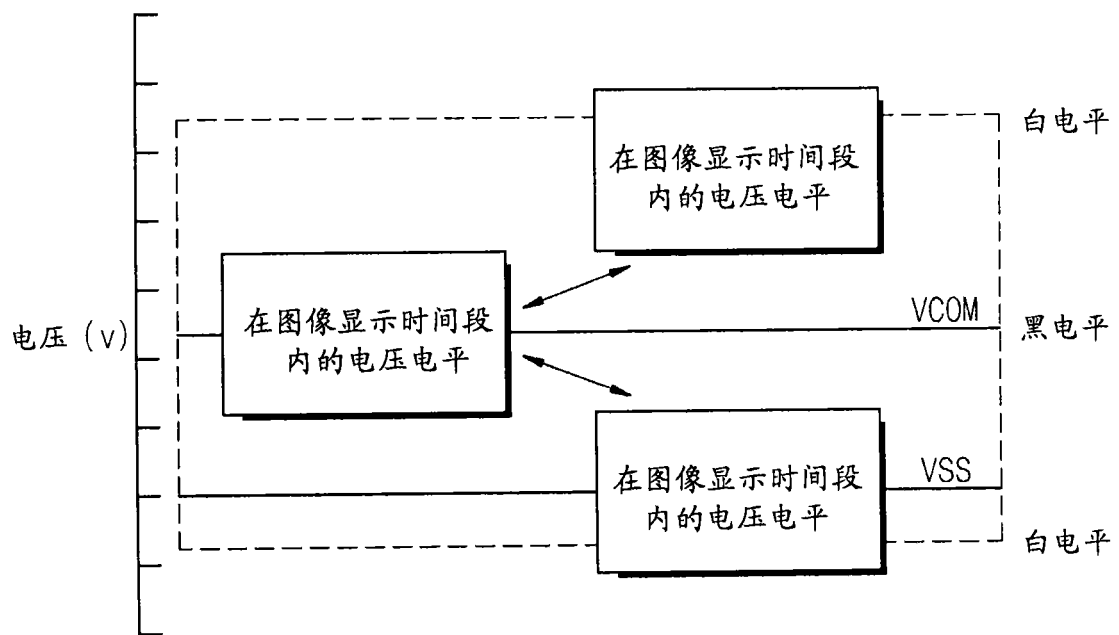 白电平
在图像显示时间段
内的电压电平
电压 (V)
在图像显示时间段
内的电压电平
VCOM
黑电平
在图像显示时间段
内的电压电平
VSS
白电平